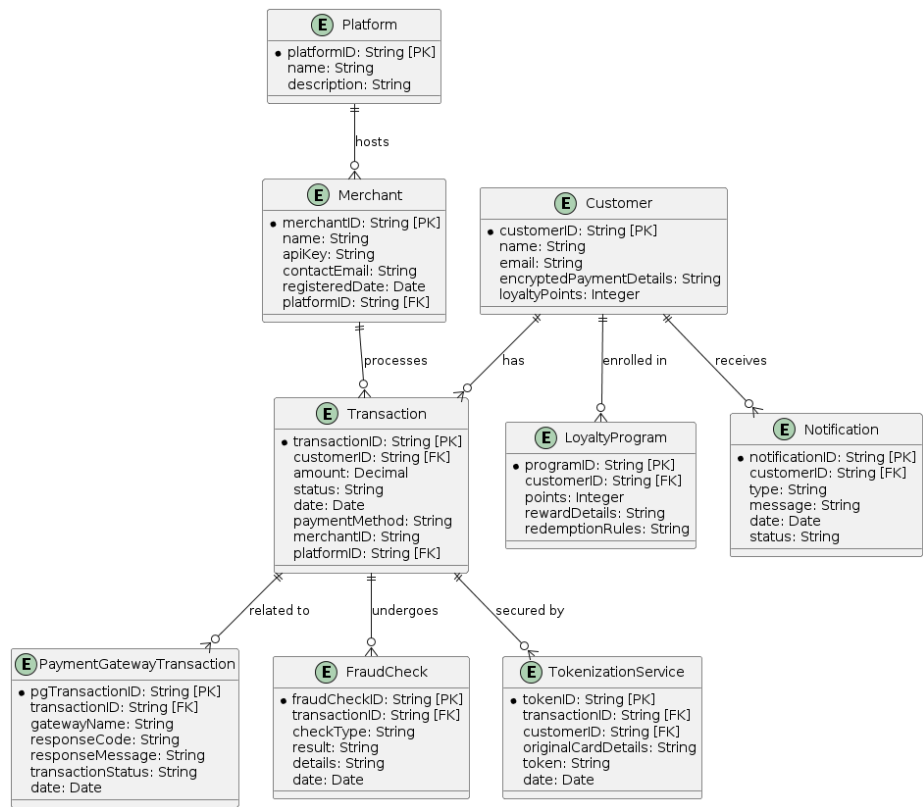 E Platform
platformID: String [PK]
name: String
description: String
hosts
E Merchant
merchantID: String [PK]
name: String
apiKey: String
contactEmail: String
registeredDate: Date
platformID: String [FK]
E Customer
customerID: String [PK]
name: String
email: String
encryptedPaymentDetails: String
loyaltyPoints: Integer
processes
has
enrolled in
receives
E Transaction
transactionID: String [PK]
customerID: String [FK]
amount: Decimal
status: String
date: Date
paymentMethod: String
merchantID: String
platformID: String [FK]
E LoyaltyProgram
programID: String [PK]
customerID: String [FK]
points: Integer
rewardDetails: String
redemptionRules: String
E Notification
notificationID: String [PK]
customerID: String [FK]
type: String
message: String
date: Date
status: String
related to
undergoes
secured by
E PaymentGatewayTransaction
pgTransactionID: String [PK]
transactionID: String [FK]
gatewayName: String
responseCode: String
responseMessage: String
transactionStatus: String
date: Date
E FraudCheck
fraudCheckID: String [PK]
transactionID: String [FK]
checkType: String
result: String
details: String
date: Date
E TokenizationService
tokenID: String [PK]
transactionID: String [FK]
customerID: String [FK]
originalCardDetails: String
token: String
date: Date